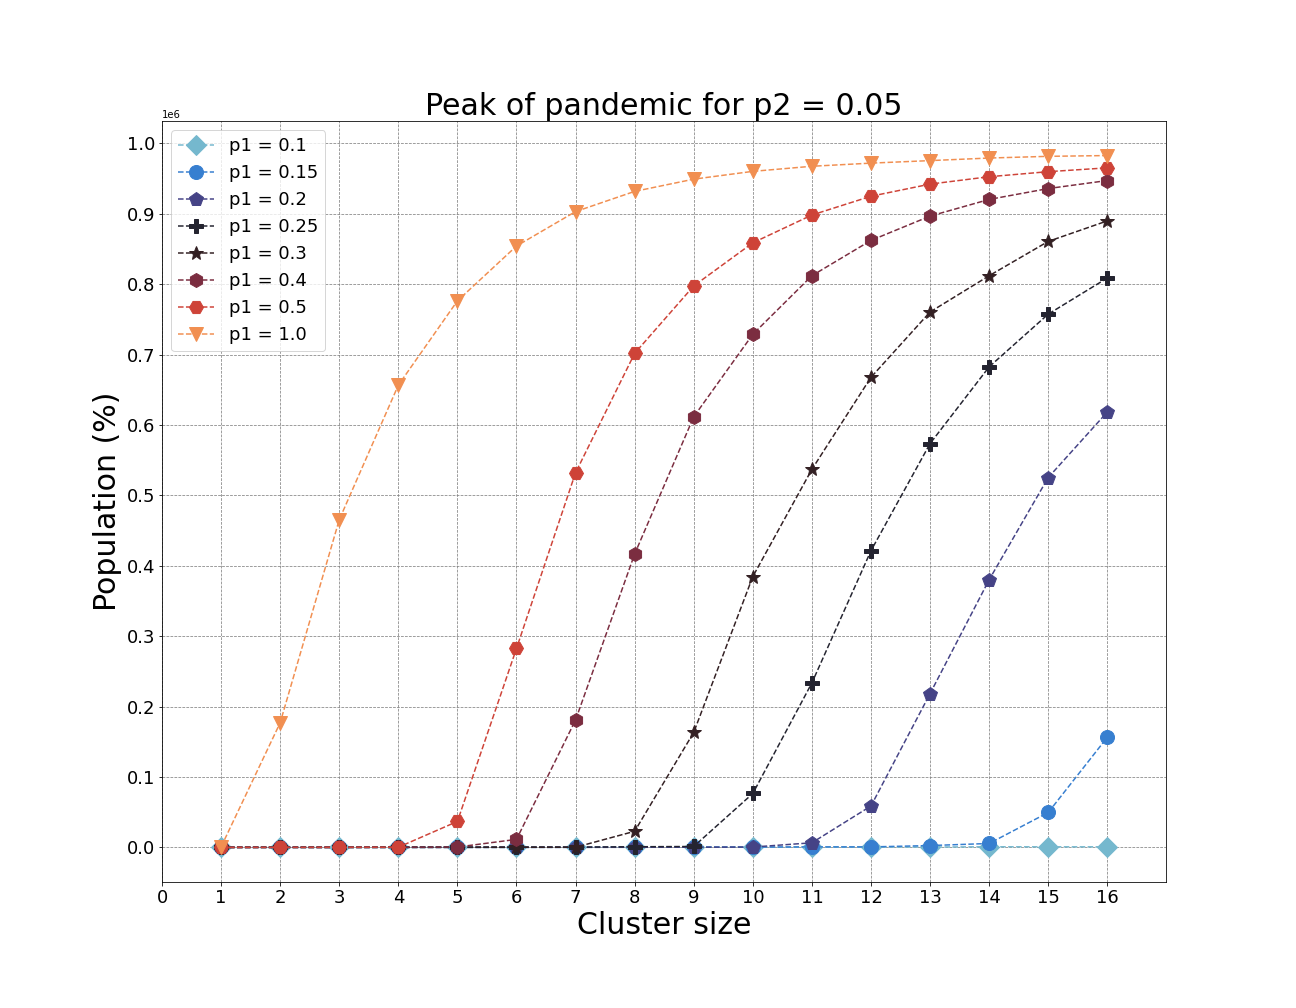 Peak of pandemic for p2 = 0.05
1e6
1.0
0.9
0.8
0.7
0.6
0.5
0.4
0.3
0.2
0.1
0.0
Population (%)
p1 = 0.1
p1 = 0.15
p1 = 0.2
p1 = 0.25
p1 = 0.3
p1 = 0.4
p1 = 0.5
p1 = 1.0
0 1 2 3 4 5 6 7 8 9 10 11 12 13 14 15 16
Cluster size